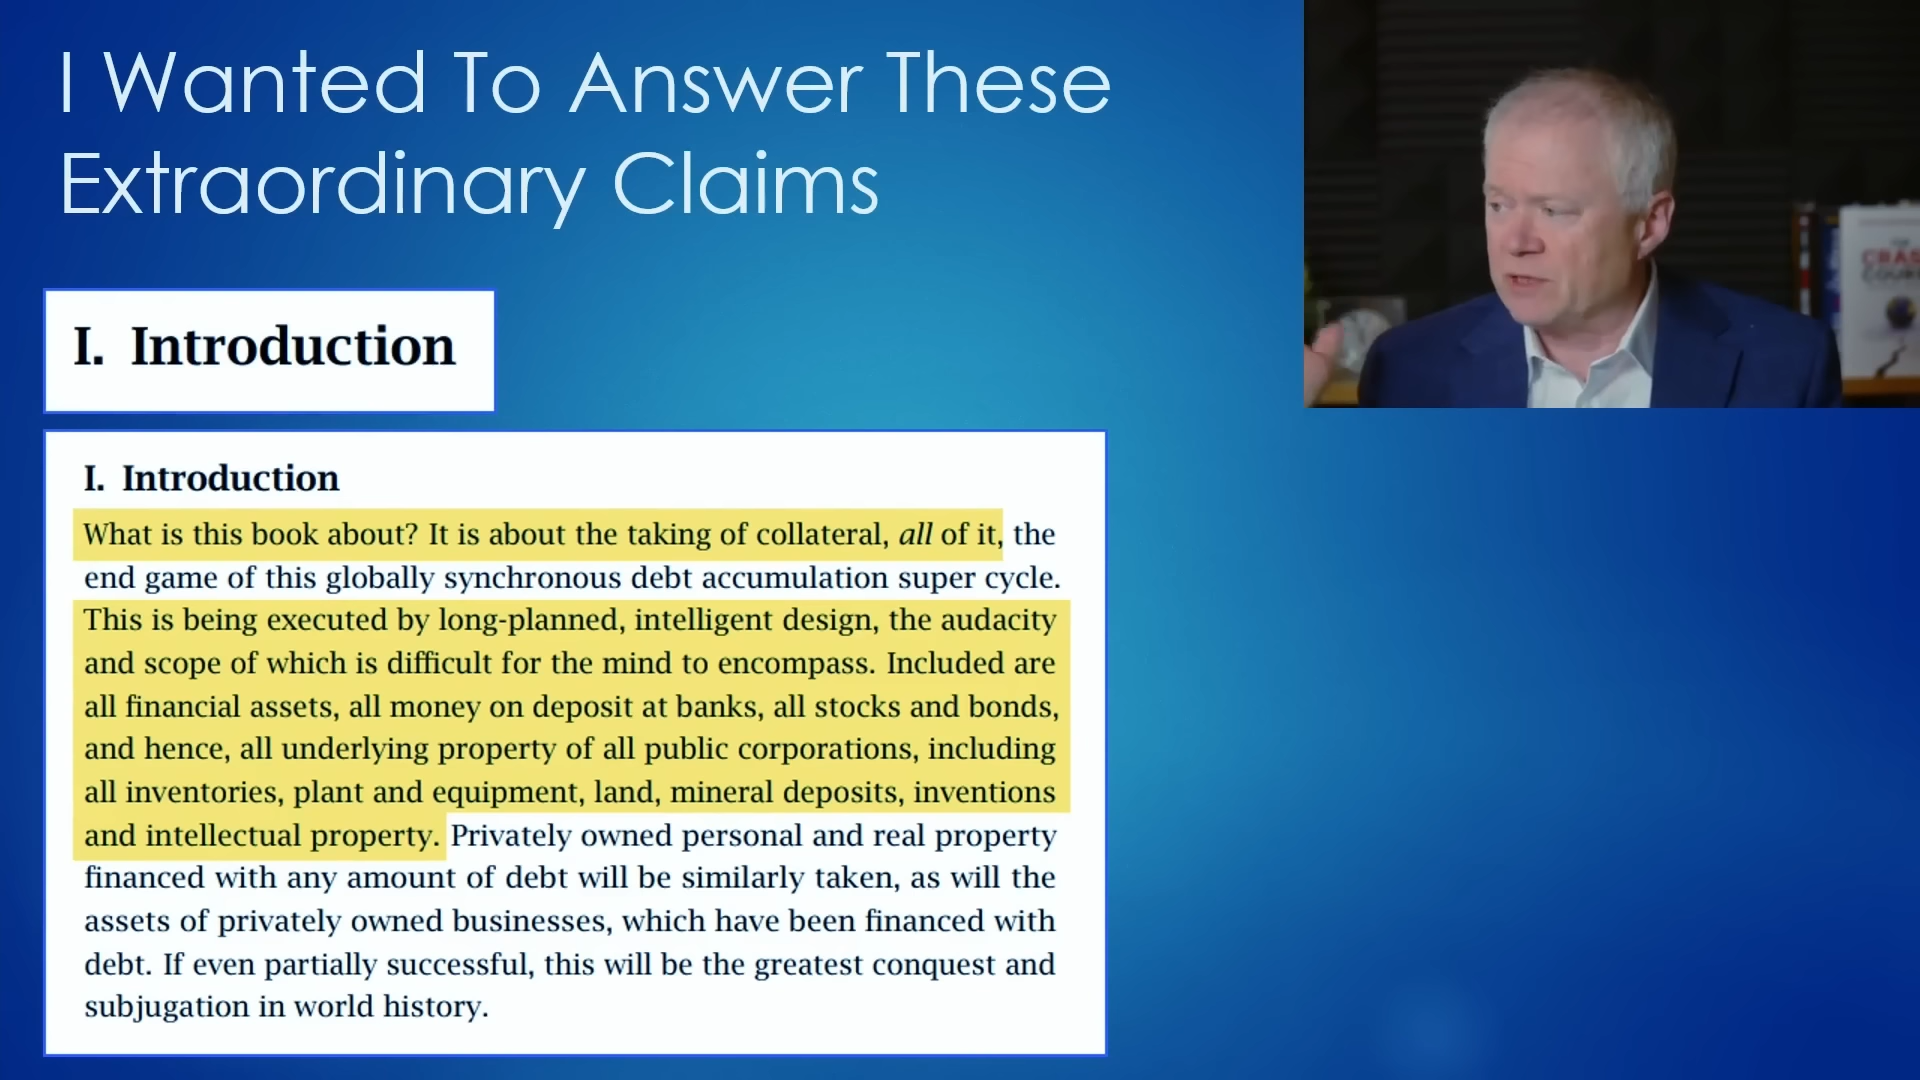 I Wanted To Answer These
Extraordinary Claims
I. Introduction
I. Introduction
What is this book about? It is about the taking of collateral, all of it, the
end game of this globally synchronous debt accumulation super cycle.
This is being executed by long-planned, intelligent design, the audacity
and scope of which is difficult for the mind to encompass. Included are
all financial assets, all money on deposit at banks, all stocks and bonds,
and hence, all underlying property of all public corporations, including
all inventories, plant and equipment, land, mineral deposits, inventions
and intellectual property. Privately owned personal and real property
financed with any amount of debt will be similarly taken, as will the
assets of privately owned businesses, which have been financed with
debt. If even partially successful, this will be the greatest conquest and
subjugation in world history.